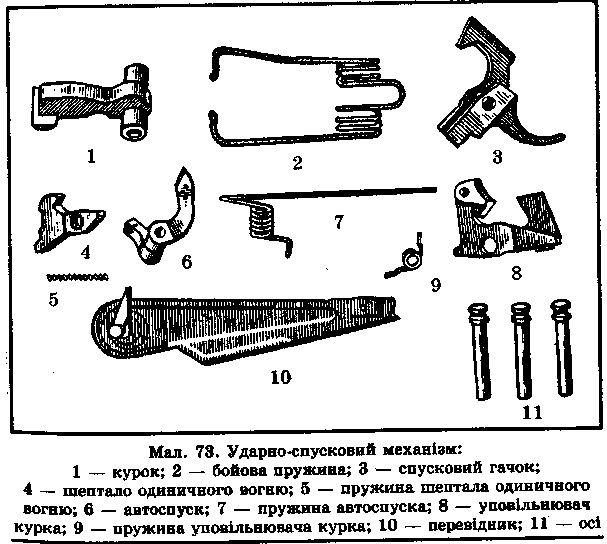 1
2
3
4
6
7
5
9
8
10
11
Мал. 73. Ударно-спусковий механізм:
1 — курок; 2 — бойова пружина; 3 — спусковий гачок;
4 — шептало одиничного вогню; 5 — пружина шептала одиничного
вогню; 6 — автоспуск; 7 — пружина автоспуска; 8 — уповільнювач
курка; 9 — пружина уповільнювача курка; 10 — перевідник; 11 — осі